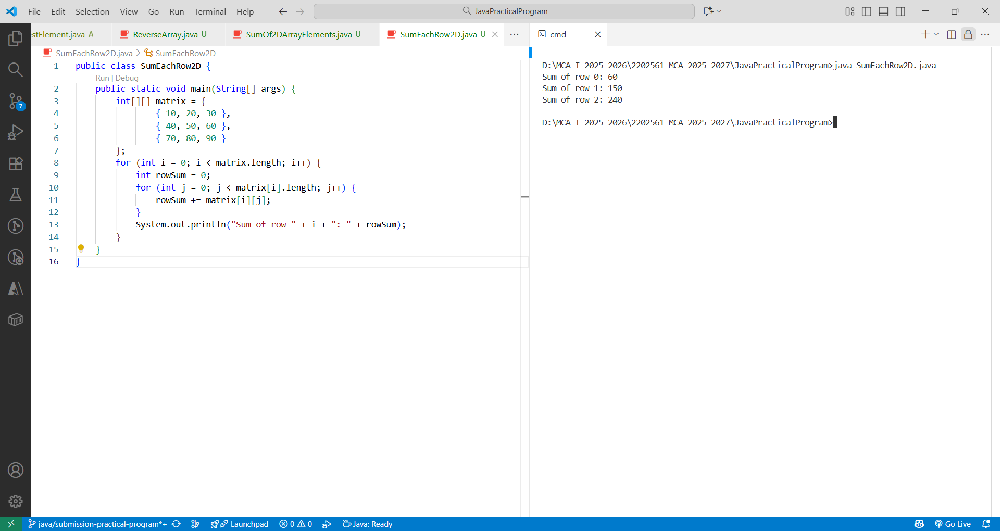 File Edit Selection View Go Run Terminal Help JavaPracticalProgram
estElement.java A ReverseArray.java U SumOf2DArrayElements.java U SumEachRow2D.java U
SumEachRow2D.java > SumEachRow2D
1 public class SumEachRow2D {
Run | Debug
2 public static void main(String[] args) {
3 int[][] matrix = {
4 { 10, 20, 30 },
5 { 40, 50, 60 },
6 { 70, 80, 90 }
7 };
8 for (int i = 0; i < matrix.length; i++) {
9 int rowSum = 0;
10 for (int j = 0; j < matrix[i].length; j++) {
11 rowSum += matrix[i][j];
12 }
13 System.out.println("Sum of row " + i + ": " + rowSum);
14 }
15 }
16 }
cmd
D:\MCA-I-2025-2026\2202561-MCA-2025-2027\JavaPracticalProgram>java SumEachRow2D.java
Sum of row 0: 60
Sum of row 1: 150
Sum of row 2: 240
D:\MCA-I-2025-2026\2202561-MCA-2025-2027\JavaPracticalProgram>
7
java/submission-practical-program*+ Launchpad 0 0 Java: Ready Go Live